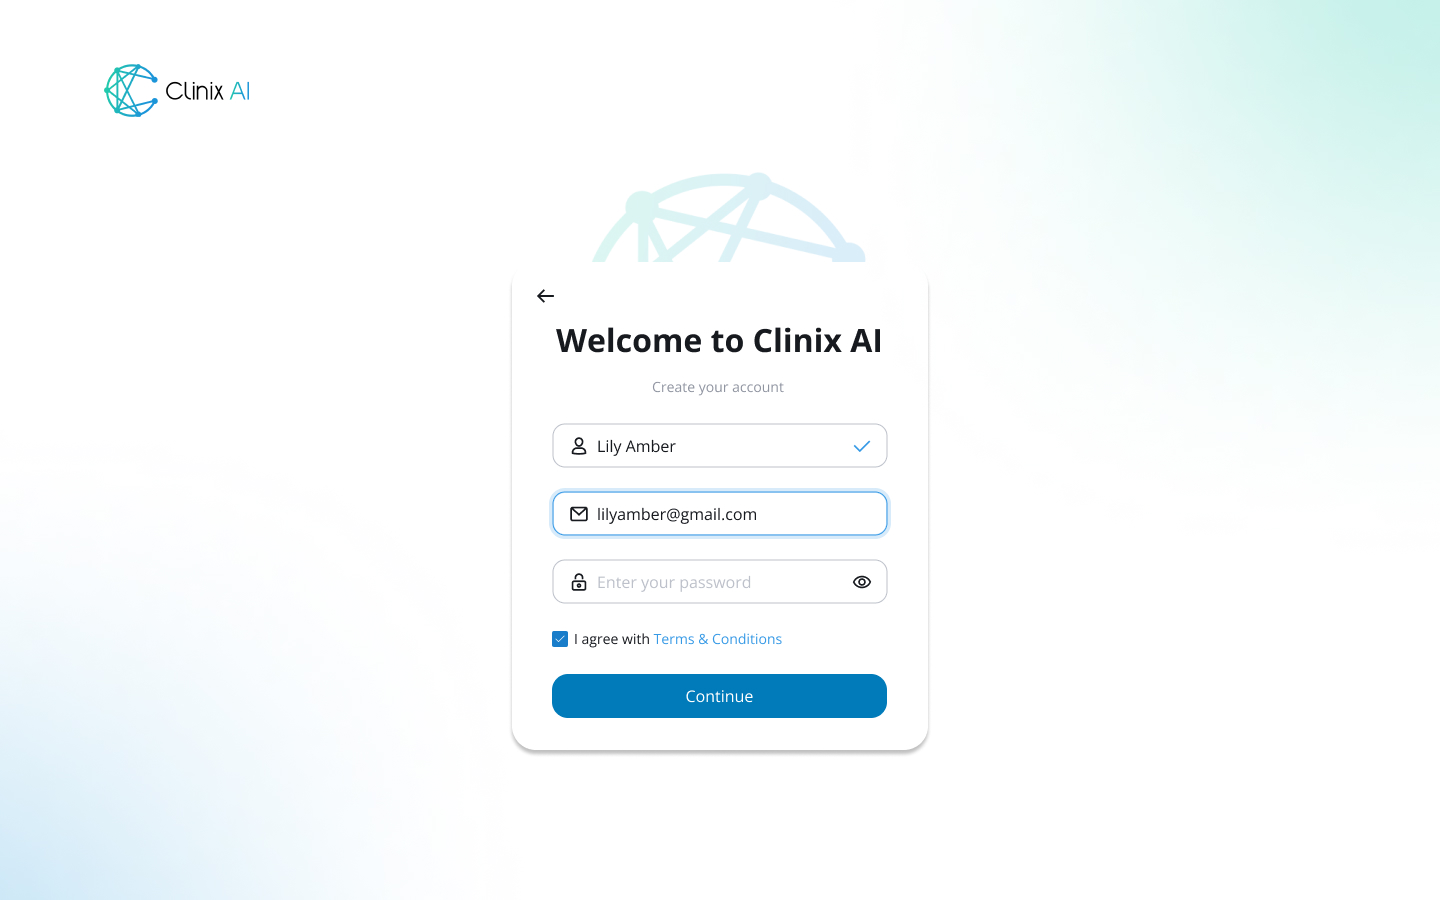 Clinix AI
Welcome to Clinix AI
Create your account
Lily Amber
lilyamber@gmail.com
Enter your password
I agree with Terms & Conditions
Continue